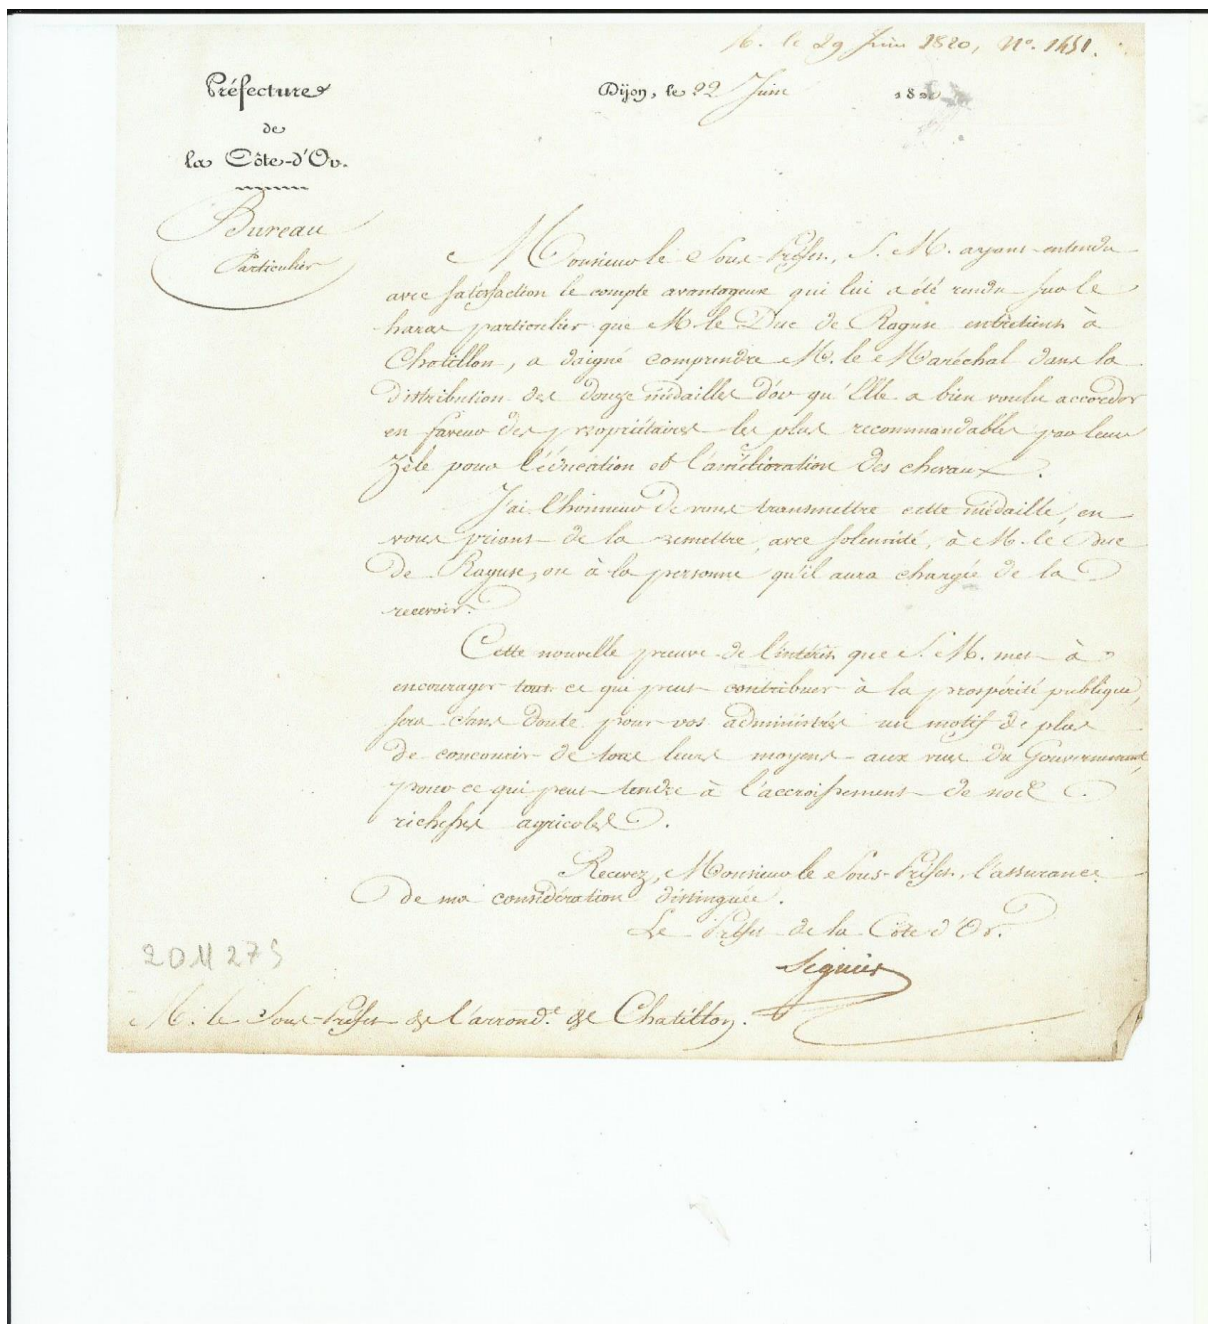 R. le 29 Juin 1820, N.º 1451.
Préfecture
de
la Côte-d'Or.
Dijon, le 22 Juin 1820
Bureau
Particulier
Monsieur le Sous-Préfet, S. M. ayant entendu
avec satisfaction le compte avantageux qui lui a été rendu sur le
haras particulier que M. le Duc de Raguse entretient à
Chatillon, a daigné comprendre M. le Maréchal dans la
distribution des douze médailles d'or qu'Elle a bien voulu accorder
en faveur des propriétaires les plus recommandables par leur
zèle pour l'éducation et l'amélioration des chevaux.
J'ai l'honneur de vous transmettre cette médaille, en
vous priant de la remettre, avec solennité, à M. le Duc
de Raguse, ou à la personne qu'il aura chargée de la
recevoir.
Cette nouvelle preuve de l'intérêt que S. M. met à
encourager tout ce qui peut contribuer à la prospérité publique,
sera sans doute pour vos administrés un motif de plus
de concourir de tous leurs moyens aux vues du Gouvernement,
pour ce qui peut tendre à l'accroissement de nos
richesses agricoles.
Recevez, Monsieur le Sous-Préfet, l'assurance
de ma considération distinguée.
Le Préfet de la Côte d'Or.
Séguier
20 M 273
M. le Sous-Préfet de l'arrond.t de Chatillon.